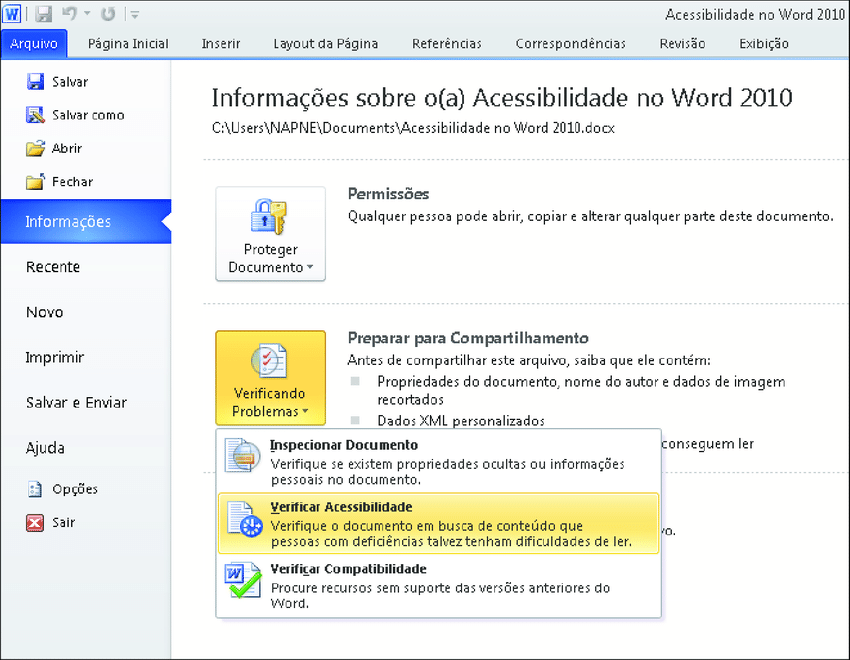 Acessibilidade no Word 2010
Arquivo Página Inicial Inserir Layout da Página Referências Correspondências Revisão Exibição
Salvar
Salvar como
Abrir
Fechar
Informações
Recente
Novo
Imprimir
Salvar e Enviar
Ajuda
Opções
Sair
Informações sobre o(a) Acessibilidade no Word 2010
C:\Users\NAPNE\Documents\Acessibilidade no Word 2010.docx
Proteger
Documento
Permissões
Qualquer pessoa pode abrir, copiar e alterar qualquer parte deste documento.
Verificando
Problemas
Preparar para Compartilhamento
Antes de compartilhar este arquivo, saiba que ele contém:
Propriedades do documento, nome do autor e dados de imagem
recortados
Dados XML personalizados
conseguem ler
Inspecionar Documento
Verifique se existem propriedades ocultas ou informações
pessoais no documento.
Verificar Acessibilidade
Verifique o documento em busca de conteúdo que
pessoas com deficiências talvez tenham dificuldades de ler.
Verificar Compatibilidade
Procure recursos sem suporte das versões anteriores do
Word.